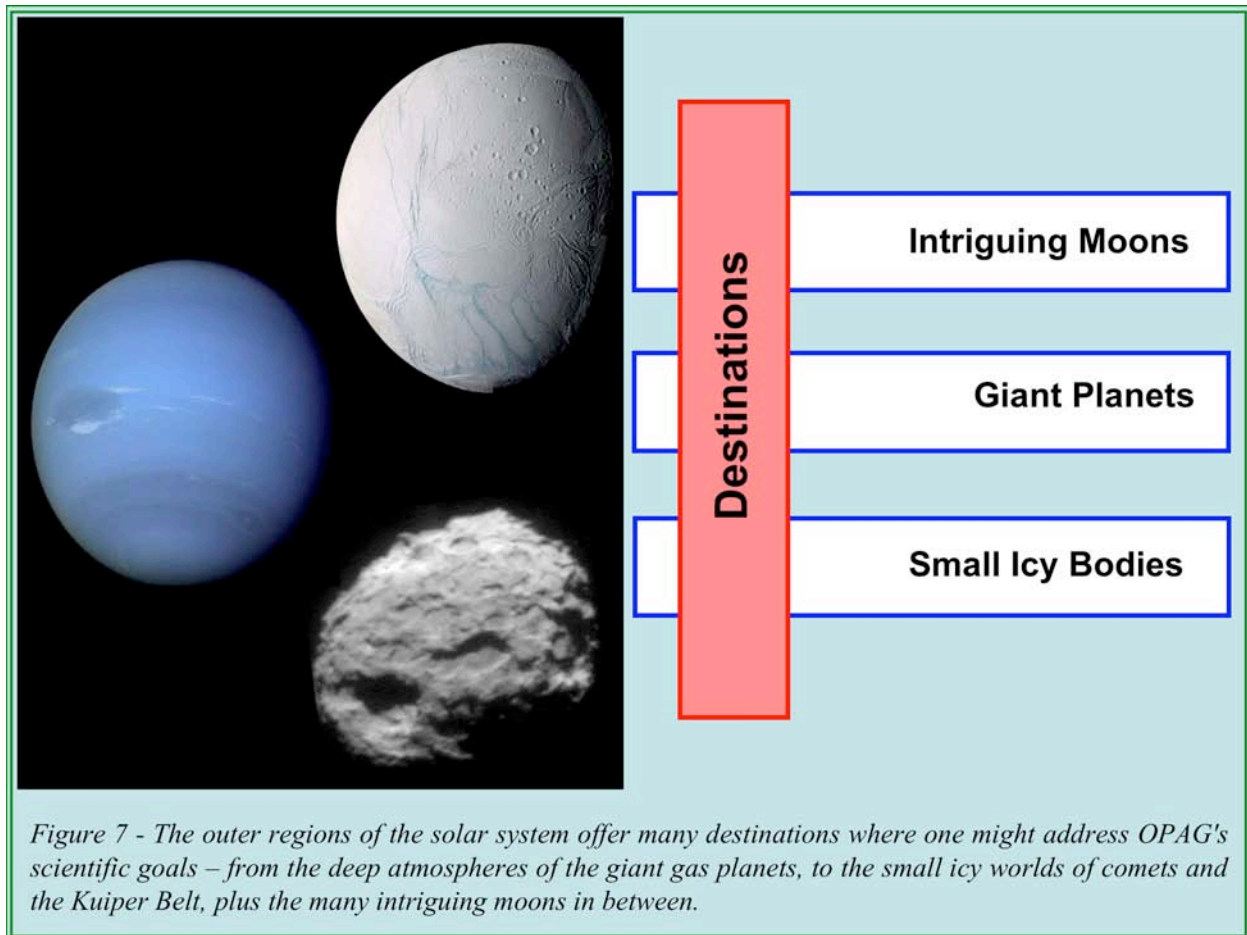 Intriguing Moons
Destinations
Giant Planets
Small Icy Bodies
Figure 7 - The outer regions of the solar system offer many destinations where one might address OPAG's
scientific goals – from the deep atmospheres of the giant gas planets, to the small icy worlds of comets and
the Kuiper Belt, plus the many intriguing moons in between.